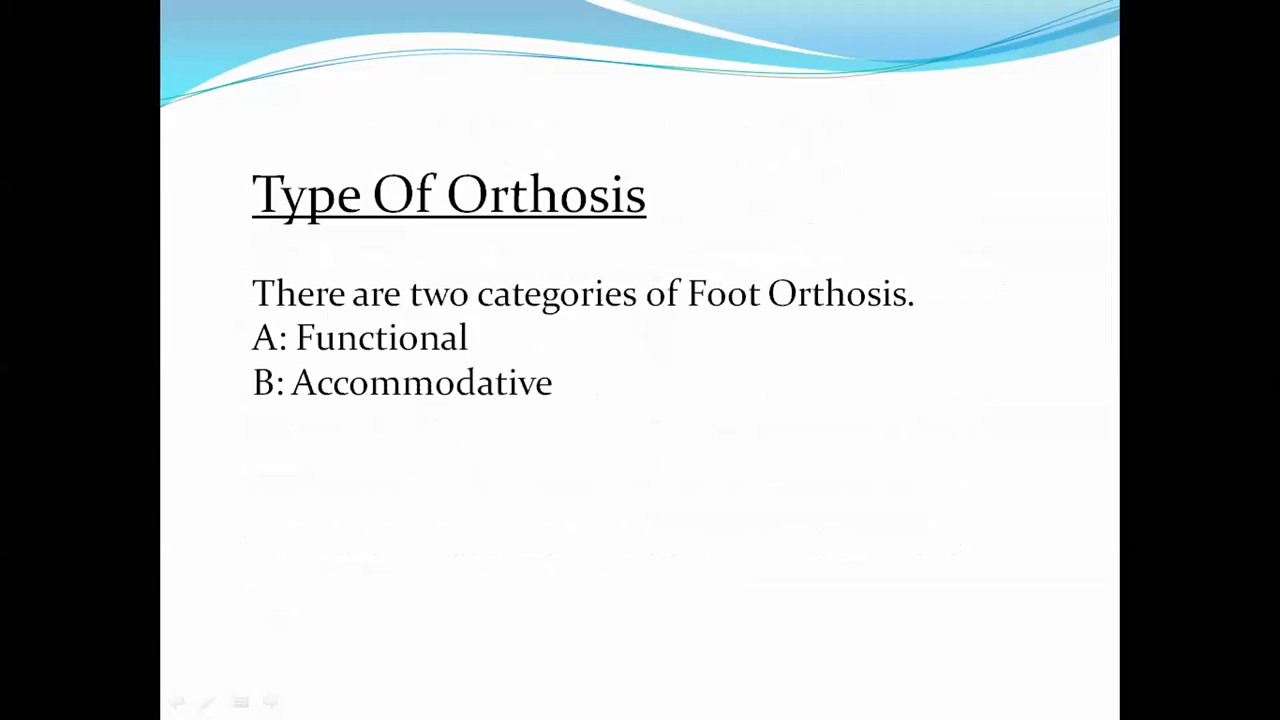 Type Of Orthosis
There are two categories of Foot Orthosis.
A: Functional
B: Accommodative